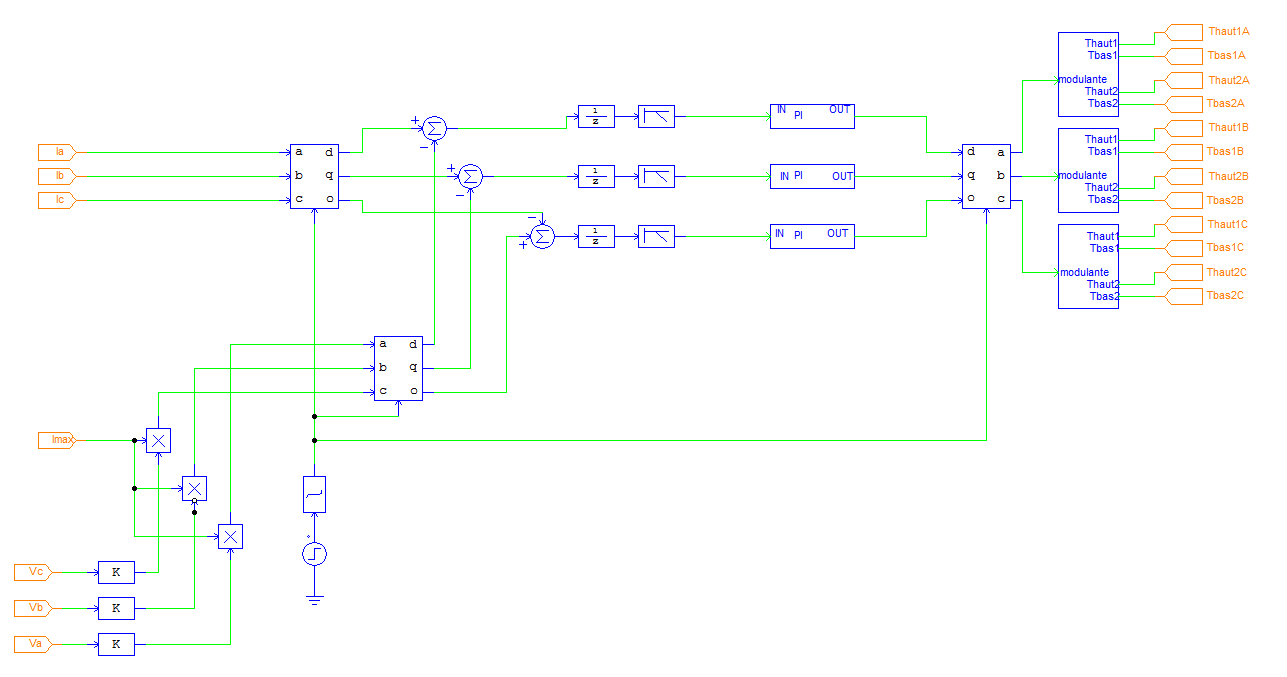 Ia
Ib
Ic
a d
b q
c o
+
Σ
−
+
Σ
−
−
Σ
+
1
z
1
z
1
z
IN PI OUT
IN PI OUT
IN PI OUT
d a
q b
o c
Thaut1
Tbas1
modulante
Thaut2
Tbas2
Thaut1
Tbas1
modulante
Thaut2
Tbas2
Thaut1
Tbas1
modulante
Thaut2
Tbas2
Thaut1A
Tbas1A
Thaut2A
Tbas2A
Thaut1B
Tbas1B
Thaut2B
Tbas2B
Thaut1C
Tbas1C
Thaut2C
Tbas2C
a d
b q
c o
Imax
Vc
K
Vb
K
Va
K